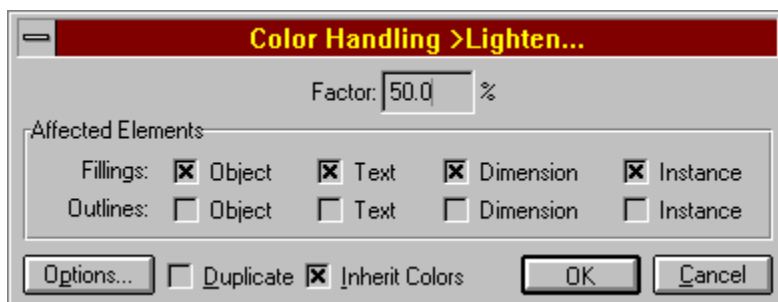 Color Handling >Lighten...
Factor: 50.0 %
Affected Elements
Fillings: Object Text Dimension Instance
Outlines: Object Text Dimension Instance
Options... Duplicate Inherit Colors OK Cancel